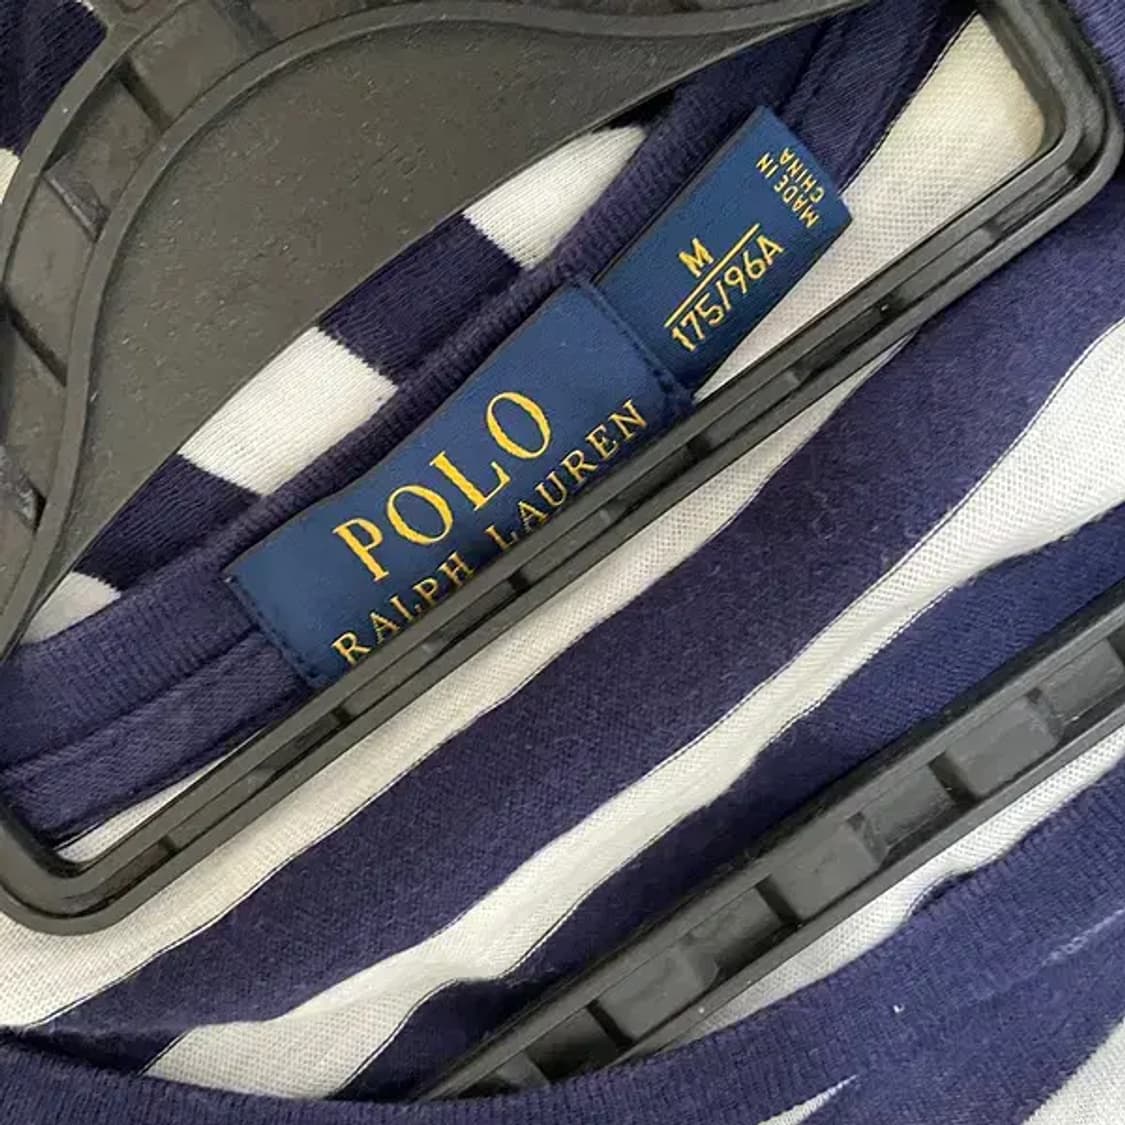 POLO
RALPH LAUREN
M
175/96A
MADE IN
CHINA